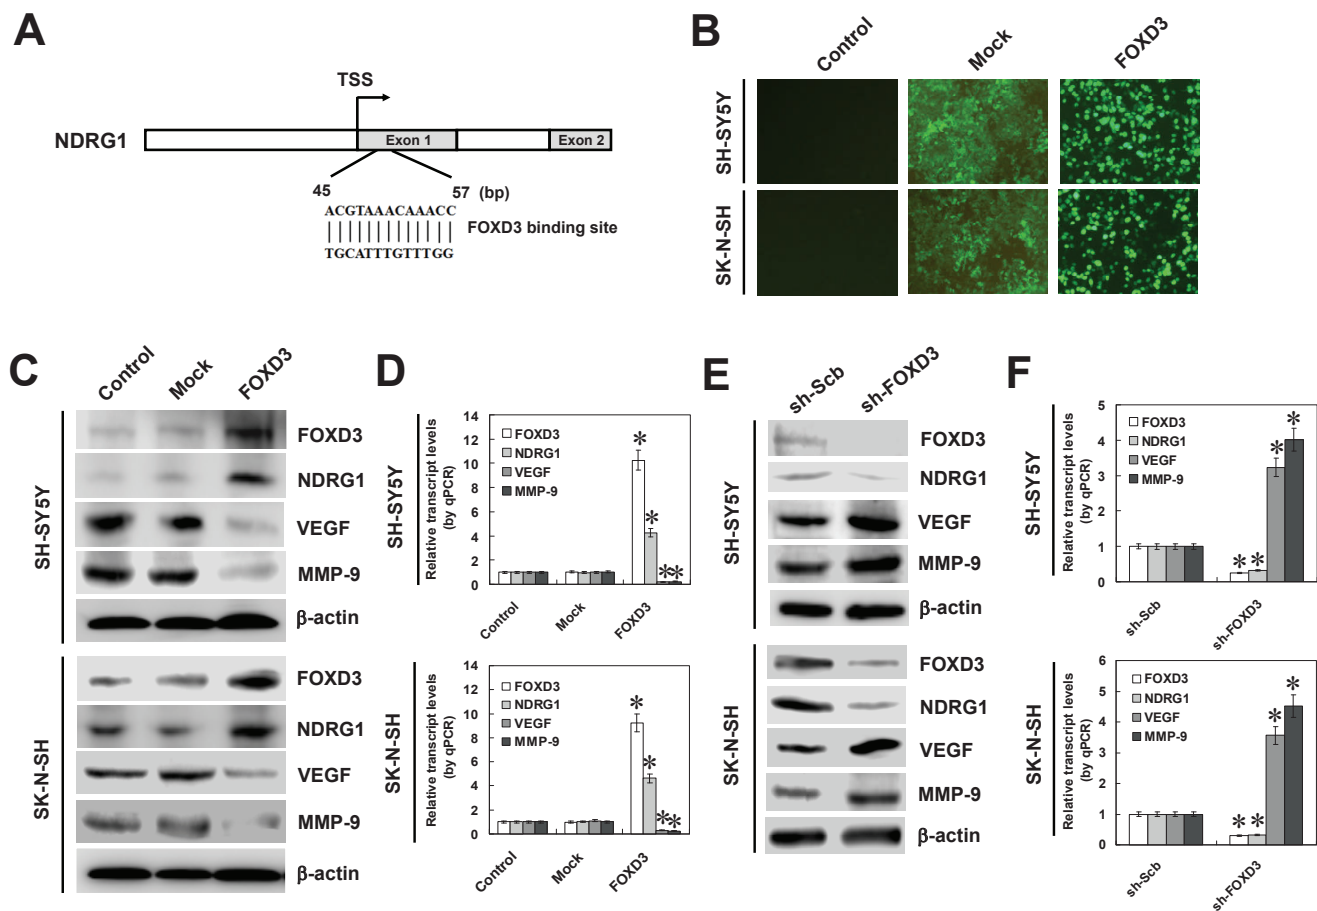 A
TSS
NDRG1
Exon 1
Exon 2
45
57 (bp)
ACGTAAACAAACC
FOXD3 binding site
TGCATTTGTTTGG
B
Control
Mock
FOXD3
SH-SY5Y
SK-N-SH
C
Control
Mock
FOXD3
SH-SY5Y
FOXD3
NDRG1
VEGF
MMP-9
β-actin
SK-N-SH
FOXD3
NDRG1
VEGF
MMP-9
β-actin
D
SH-SY5Y
Relative transcript levels
(by qPCR)
14
12
10
8
6
4
2
0
FOXD3
NDRG1
VEGF
MMP-9
*
*
**
Control
Mock
FOXD3
SK-N-SH
Relative transcript levels
(by qPCR)
14
12
10
8
6
4
2
0
FOXD3
NDRG1
VEGF
MMP-9
*
*
**
Control
Mock
FOXD3
E
sh-Scb
sh-FOXD3
SH-SY5Y
FOXD3
NDRG1
VEGF
MMP-9
β-actin
SK-N-SH
FOXD3
NDRG1
VEGF
MMP-9
β-actin
F
SH-SY5Y
Relative transcript levels
(by qPCR)
5
4
3
2
1
0
FOXD3
NDRG1
VEGF
MMP-9
* *
*
*
sh-Scb
sh-FOXD3
SK-N-SH
Relative transcript levels
(by qPCR)
6
5
4
3
2
1
0
FOXD3
NDRG1
VEGF
MMP-9
* *
*
*
sh-Scb
sh-FOXD3